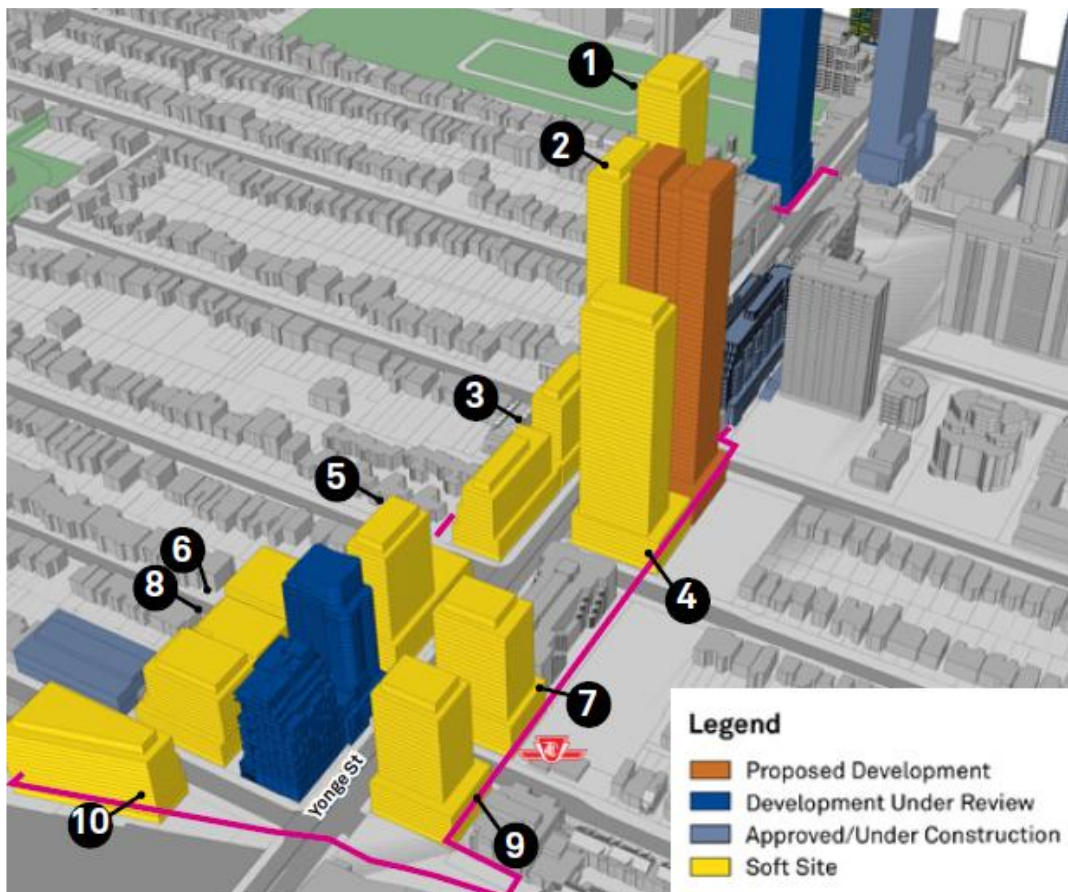 1
2
3
5
6
8
4
7
10
9
Yonge St
Legend
Proposed Development
Development Under Review
Approved/Under Construction
Soft Site